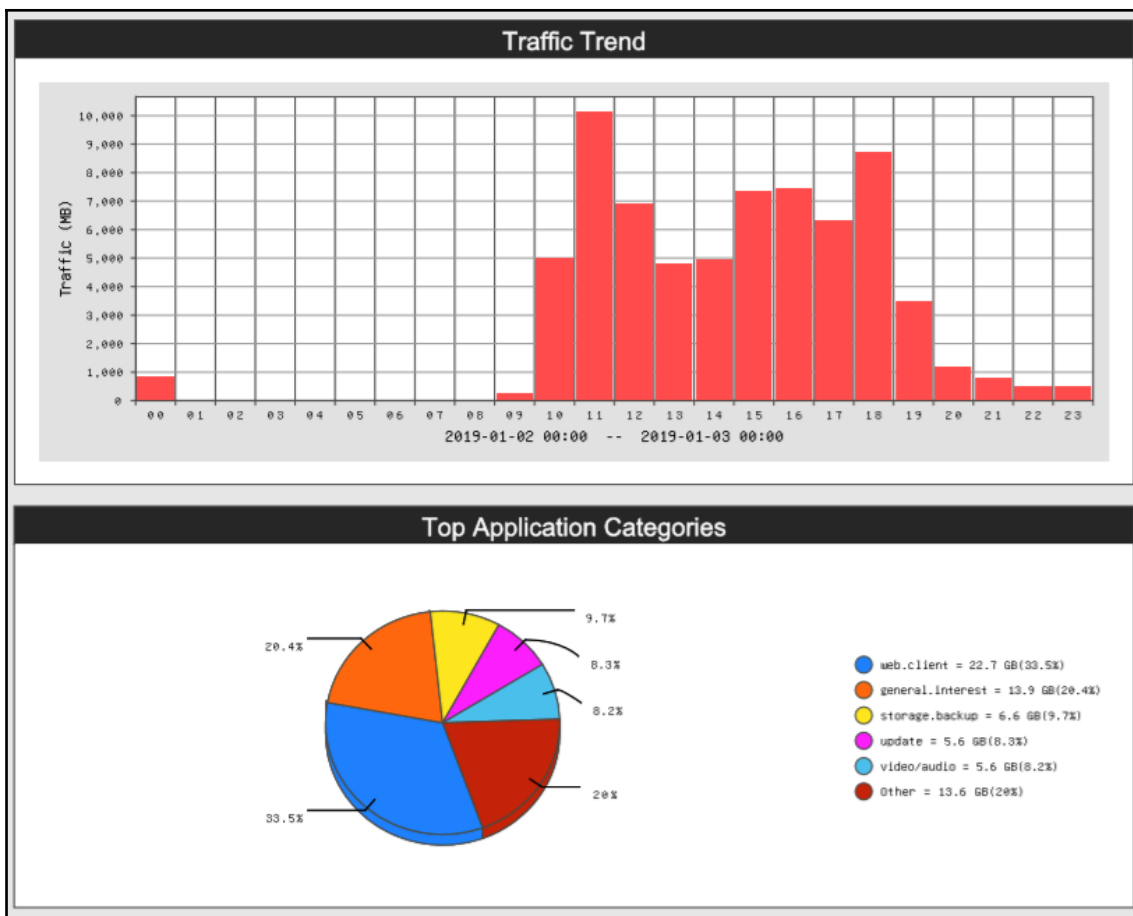 Traffic Trend
10,000
9,000
8,000
7,000
6,000
5,000
4,000
3,000
2,000
1,000
0
Traffic (MB)
00 01 02 03 04 05 06 07 08 09 10 11 12 13 14 15 16 17 18 19 20 21 22 23
2019-01-02 00:00 -- 2019-01-03 00:00
Top Application Categories
9.7%
20.4%
8.3%
8.2%
20%
33.5%
web.client = 22.7 GB(33.5%)
general.interest = 13.9 GB(20.4%)
storage.backup = 6.6 GB(9.7%)
update = 5.6 GB(8.3%)
video/audio = 5.6 GB(8.2%)
Other = 13.6 GB(20%)